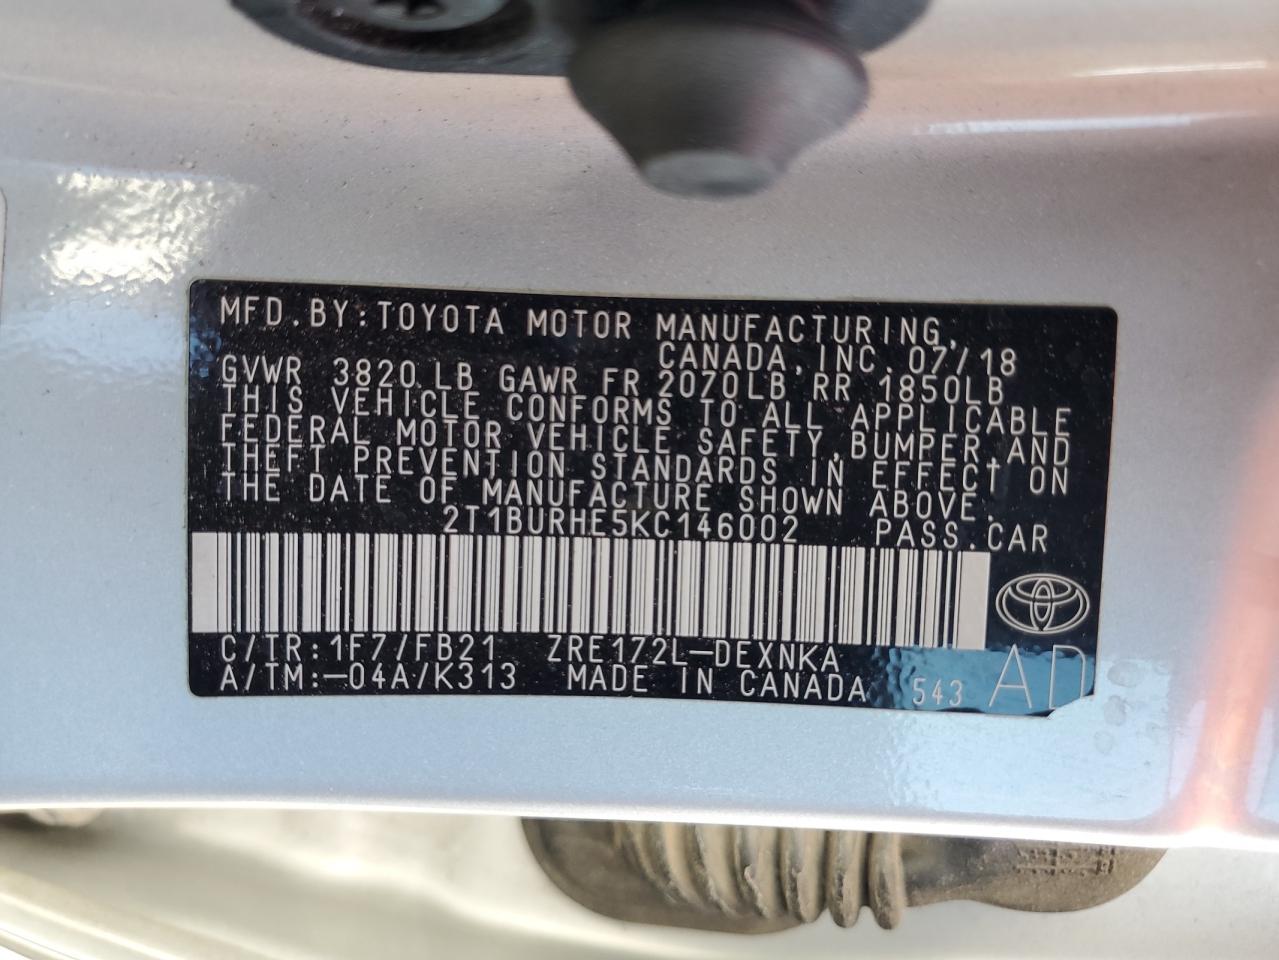 MFD.BY:TOYOTA MOTOR MANUFACTURING,
CANADA,INC.07/18
GVWR 3820LB GAWR FR 2070LB RR 1850LB
THIS VEHICLE CONFORMS TO ALL APPLICABLE
FEDERAL MOTOR VEHICLE SAFETY,BUMPER,AND
THEFT PREVENTION STANDARDS IN EFFECT ON
THE DATE OF MANUFACTURE SHOWN ABOVE.
2T1BURHE5KC146002 PASS.CAR
C/TR:1F7/FB21 ZRE172L-DEXNKA
A/TM:-04A/K313 MADE IN CANADA 543 AD